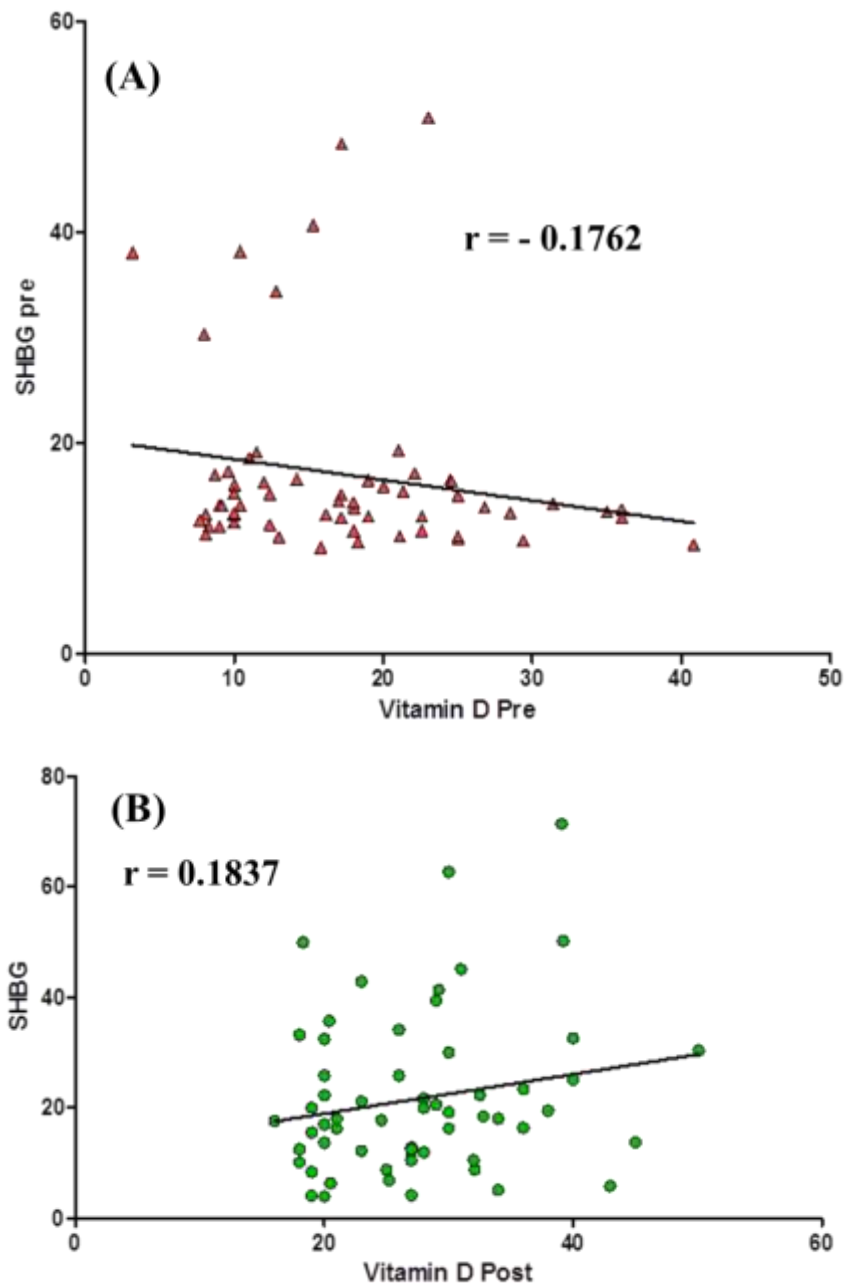 60
(A)
40
r = - 0.1762
SHBG pre
20
0
0 10 20 30 40 50
Vitamin D Pre
80
(B)
r = 0.1837
60
SHBG
40
20
0
0 20 40 60
Vitamin D Post